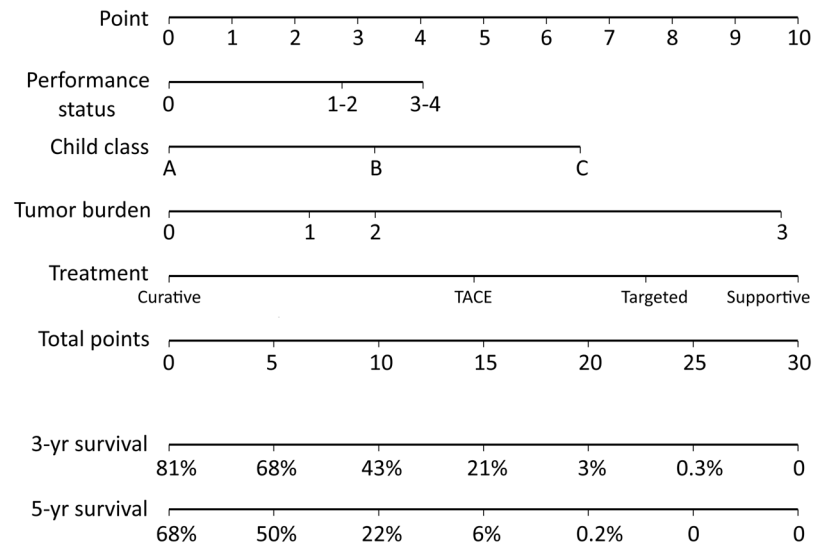 Point
0 1 2 3 4 5 6 7 8 9 10
Performance
status
0 1-2 3-4
Child class
A B C
Tumor burden
0 1 2 3
Treatment
Curative TACE Targeted Supportive
Total points
0 5 10 15 20 25 30
3-yr survival
81% 68% 43% 21% 3% 0.3% 0
5-yr survival
68% 50% 22% 6% 0.2% 0 0